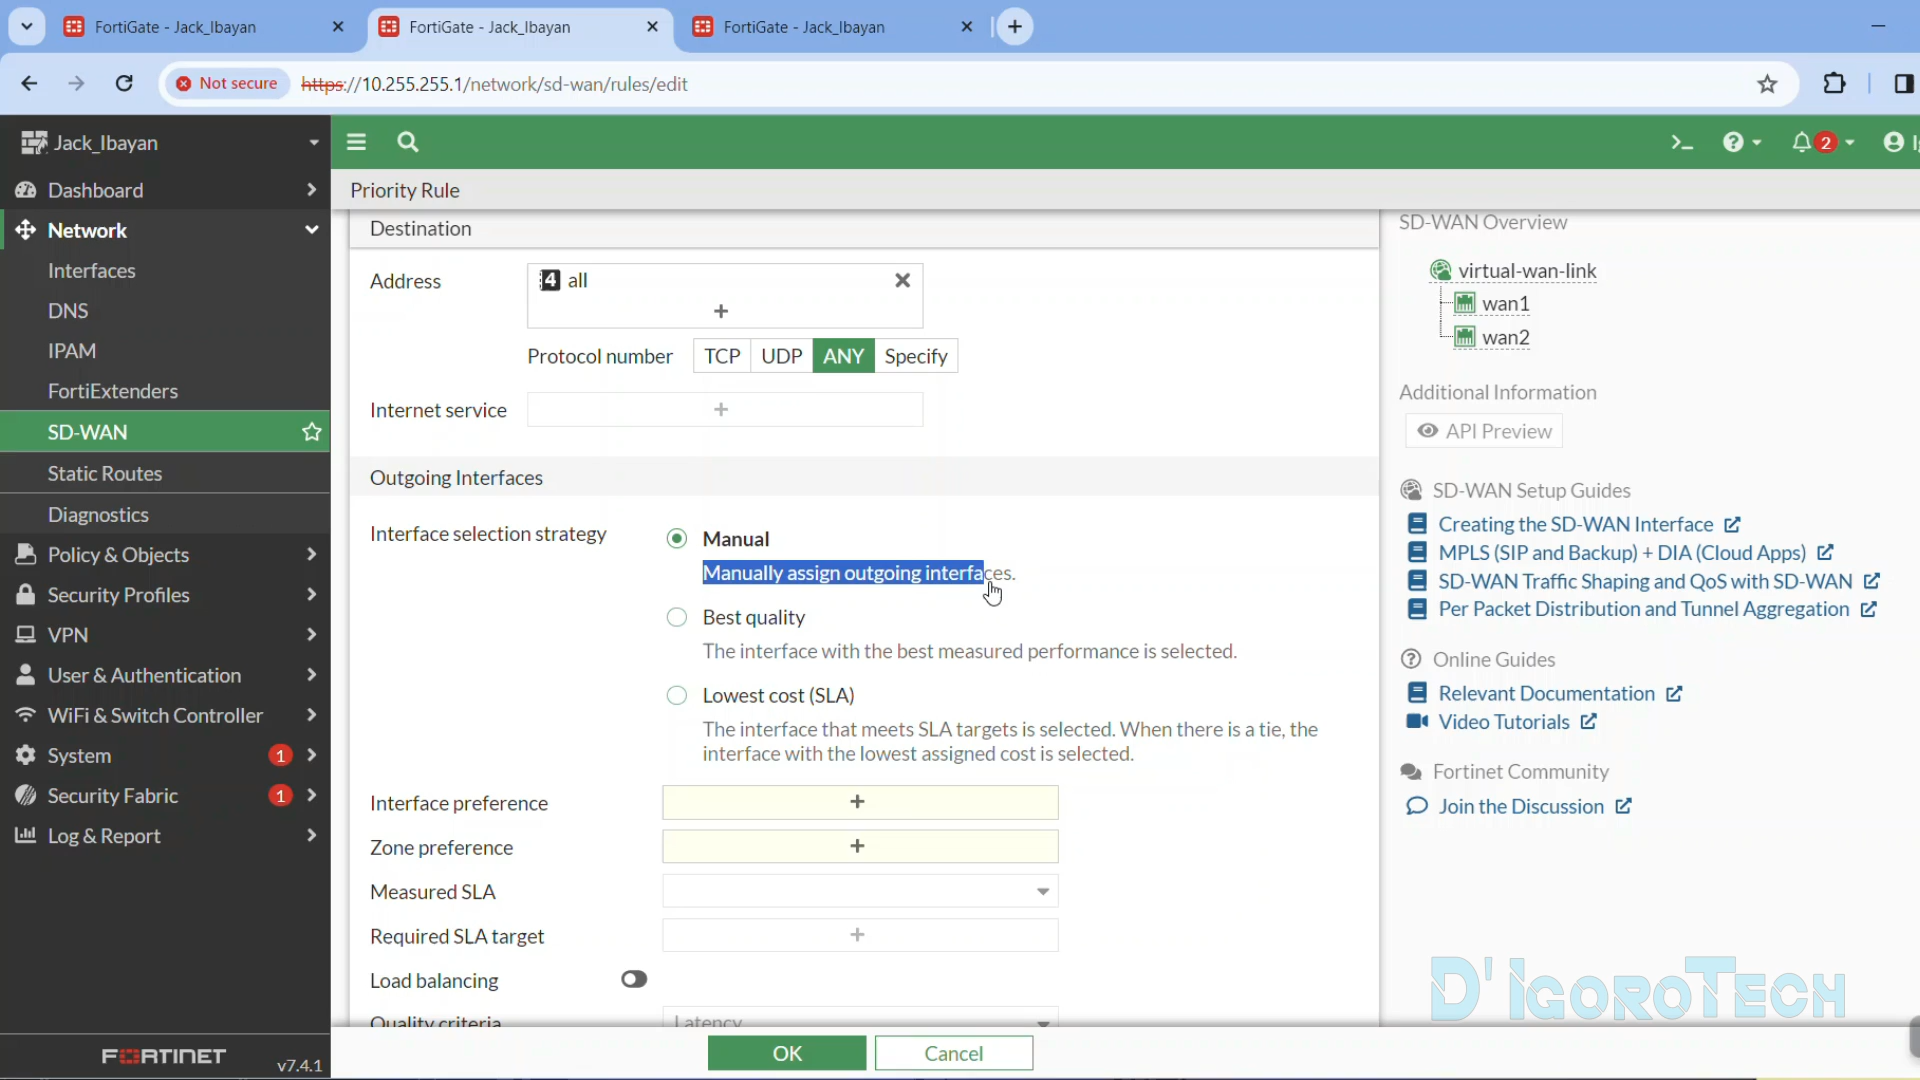 FortiGate - Jack_Ibayan
FortiGate - Jack_Ibayan
FortiGate - Jack_Ibayan
Not secure
https://10.255.255.1/network/sd-wan/rules/edit
Jack_Ibayan
2
Dashboard
Network
Interfaces
DNS
IPAM
FortiExtenders
SD-WAN
Static Routes
Diagnostics
Policy & Objects
Security Profiles
VPN
User & Authentication
WiFi & Switch Controller
System 1
Security Fabric 1
Log & Report
FORTINET
v7.4.1
Priority Rule
Destination
Address
4 all
Protocol number TCP UDP ANY Specify
Internet service
Outgoing Interfaces
Interface selection strategy
Manual
Manually assign outgoing interfaces.
Best quality
The interface with the best measured performance is selected.
Lowest cost (SLA)
The interface that meets SLA targets is selected. When there is a tie, the
interface with the lowest assigned cost is selected.
Interface preference
Zone preference
Measured SLA
Required SLA target
Load balancing
Quality criteria Latency
OK Cancel
SD-WAN Overview
virtual-wan-link
wan1
wan2
Additional Information
API Preview
SD-WAN Setup Guides
Creating the SD-WAN Interface
MPLS (SIP and Backup) + DIA (Cloud Apps)
SD-WAN Traffic Shaping and QoS with SD-WAN
Per Packet Distribution and Tunnel Aggregation
Online Guides
Relevant Documentation
Video Tutorials
Fortinet Community
Join the Discussion
D'IGOROTECH